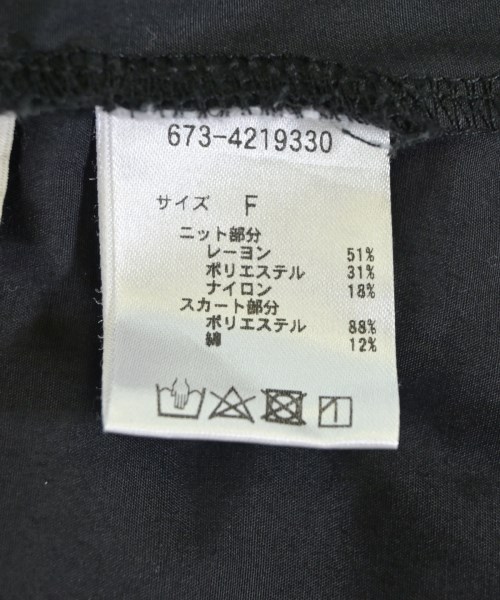 673-4219330
サイズ F
ニット部分
レーヨン 51%
ポリエステル 31%
ナイロン 18%
スカート部分
ポリエステル 88%
綿 12%